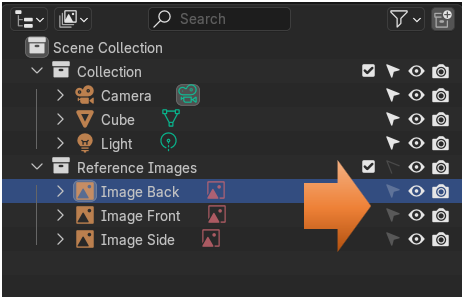 Search
Scene Collection
Collection
Camera
Cube
Light
Reference Images
Image Back
Image Front
Image Side